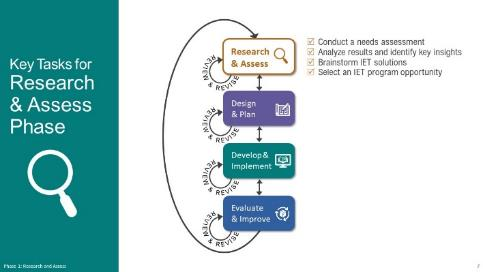 Key Tasks for
Research
& Assess
Phase
Research
& Assess
REVIEW & REVISE
Design
& Plan
REVIEW & REVISE
Develop &
Implement
REVIEW & REVISE
Evaluate
& Improve
REVIEW & REVISE
Conduct a needs assessment
Analyze results and identify key insights
Brainstorm IET solutions
Select an IET program opportunity
Phase 1: Research and Assess
7